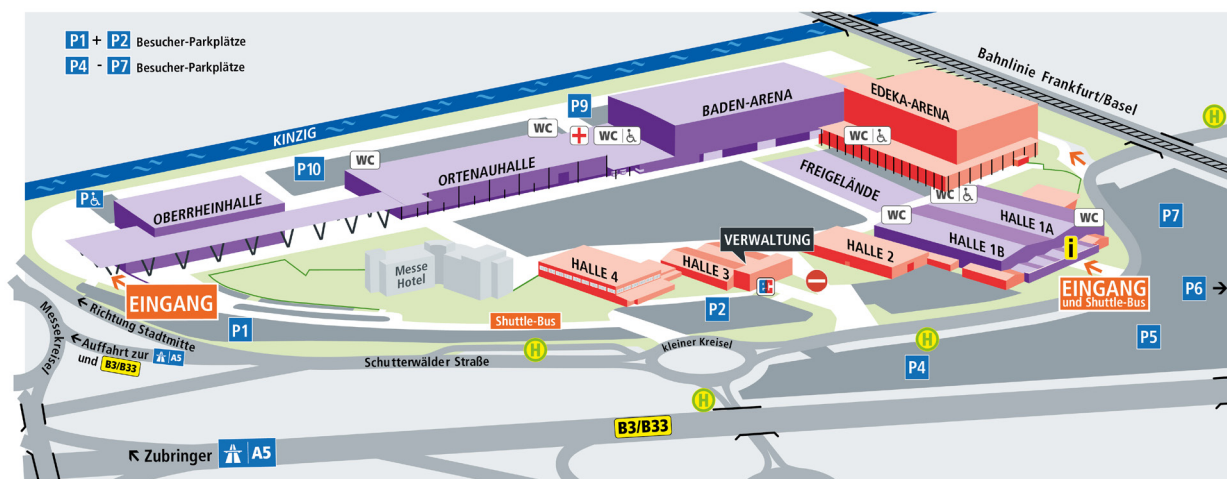 P1 + P2 Besucher-Parkplätze
P4 - P7 Besucher-Parkplätze
Bahnlinie Frankfurt/Basel
KINZIG
P9
BADEN-ARENA
EDEKA-ARENA
H
WC
WC
WC
WC
P10
ORTENAUHALLE
FREIGELÄNDE
P
OBERRHEINHALLE
WC
WC
WC
HALLE 1A
P7
HALLE 1B
i
VERWALTUNG
HALLE 2
HALLE 3
HALLE 4
Messe
Hotel
EINGANG
EINGANG
und Shuttle-Bus
P6
P1
Shuttle-Bus
P2
P5
P4
H
H
kleiner Kreisel
Messekreisel
Richtung Stadtmitte
Auffahrt zur A5
und B3/B33
Schutterwälder Straße
H
B3/B33
Zubringer A5